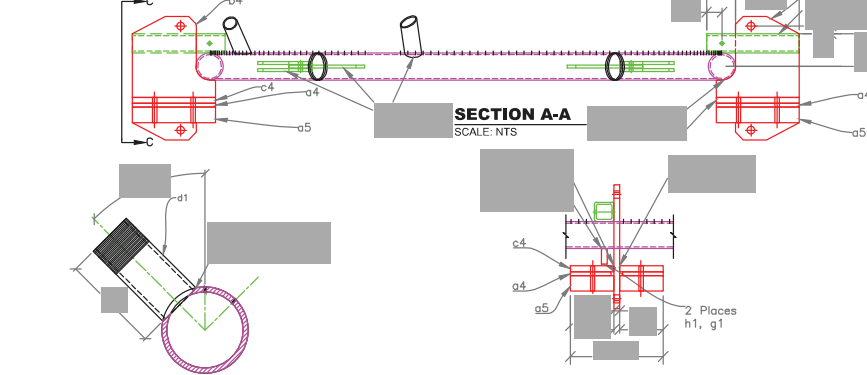 C
b4
c4
a4
a5
C
SECTION A-A
SCALE: NTS
a4
a5
d1
c4
a4
a5
2 Places
h1, g1